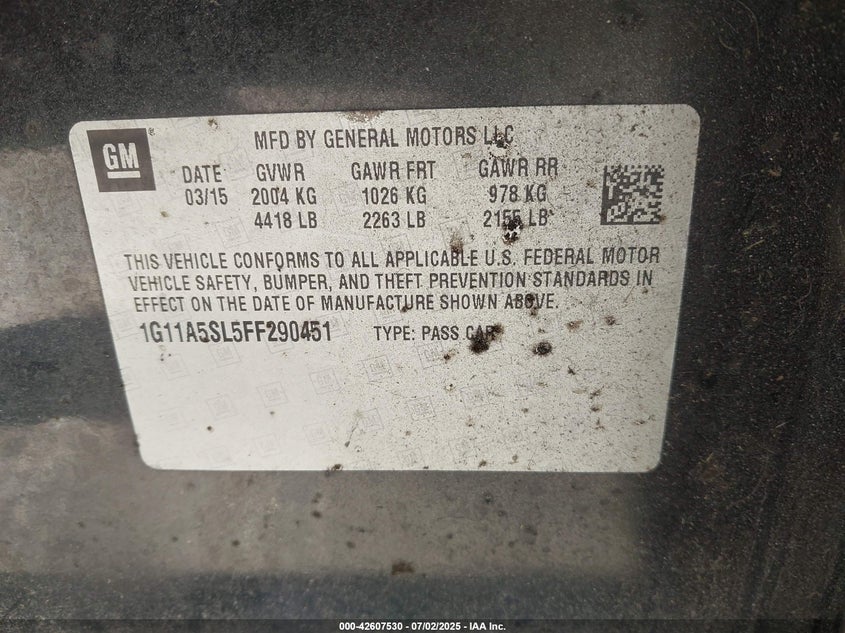 GM
MFD BY GENERAL MOTORS LLC
DATE GVWR GAWR FRT GAWR RR
03/15 2004 KG 1026 KG 978 KG
4418 LB 2263 LB 2155 LB
THIS VEHICLE CONFORMS TO ALL APPLICABLE U.S. FEDERAL MOTOR
VEHICLE SAFETY, BUMPER, AND THEFT PREVENTION STANDARDS IN
EFFECT ON THE DATE OF MANUFACTURE SHOWN ABOVE.
1G11A5SL5FF290451 TYPE: PASS CAR
000-42607530 - 07/02/2025 - IAA Inc.